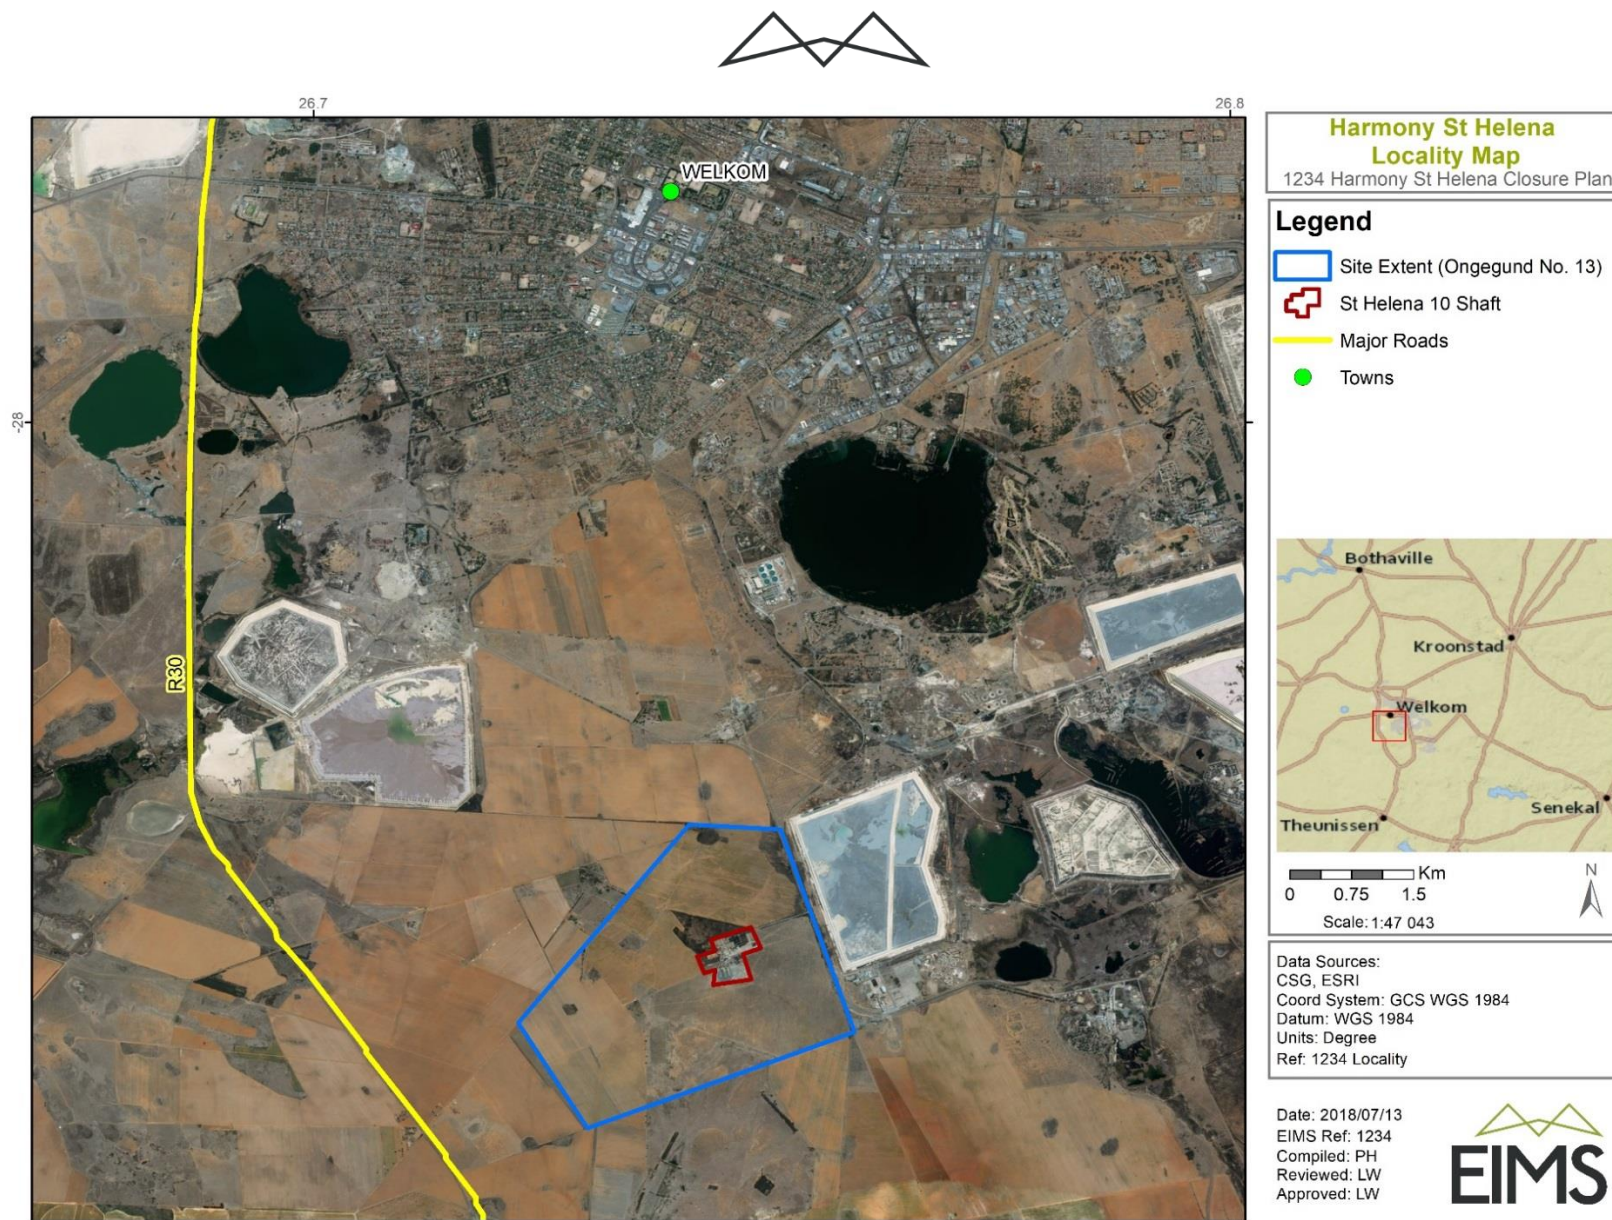 26.7
26.8
-28
WELKOM
R30
Harmony St Helena
Locality Map
1234 Harmony St Helena Closure Plan
Legend
Site Extent (Ongegund No. 13)
St Helena 10 Shaft
Major Roads
Towns
Bothaville
Kroonstad
Welkom
Senekal
Theunissen
Km
0 0.75 1.5
Scale: 1:47 043
N
Data Sources:
CSG, ESRI
Coord System: GCS WGS 1984
Datum: WGS 1984
Units: Degree
Ref: 1234 Locality
Date: 2018/07/13
EIMS Ref: 1234
Compiled: PH
Reviewed: LW
Approved: LW
EIMS